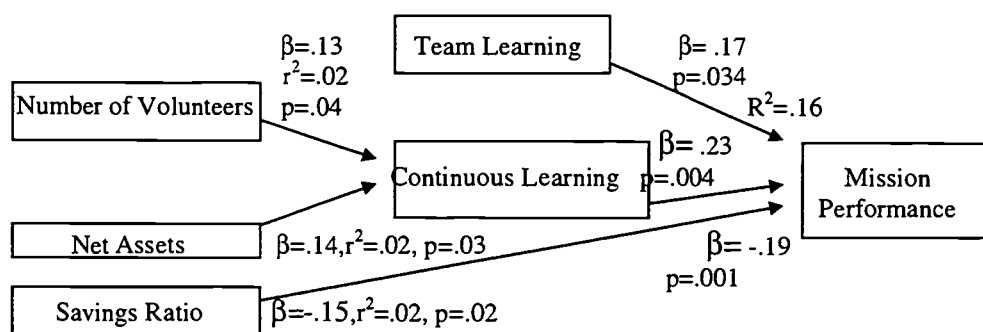 β=.13
r²=.02
p=.04
Team Learning
β= .17
p=.034
R²=.16
Number of Volunteers
Continuous Learning
β= .23
p=.004
Mission
Performance
Net Assets
β=.14,r²=.02, p=.03
β= -.19
p=.001
Savings Ratio
β=-.15,r²=.02, p=.02